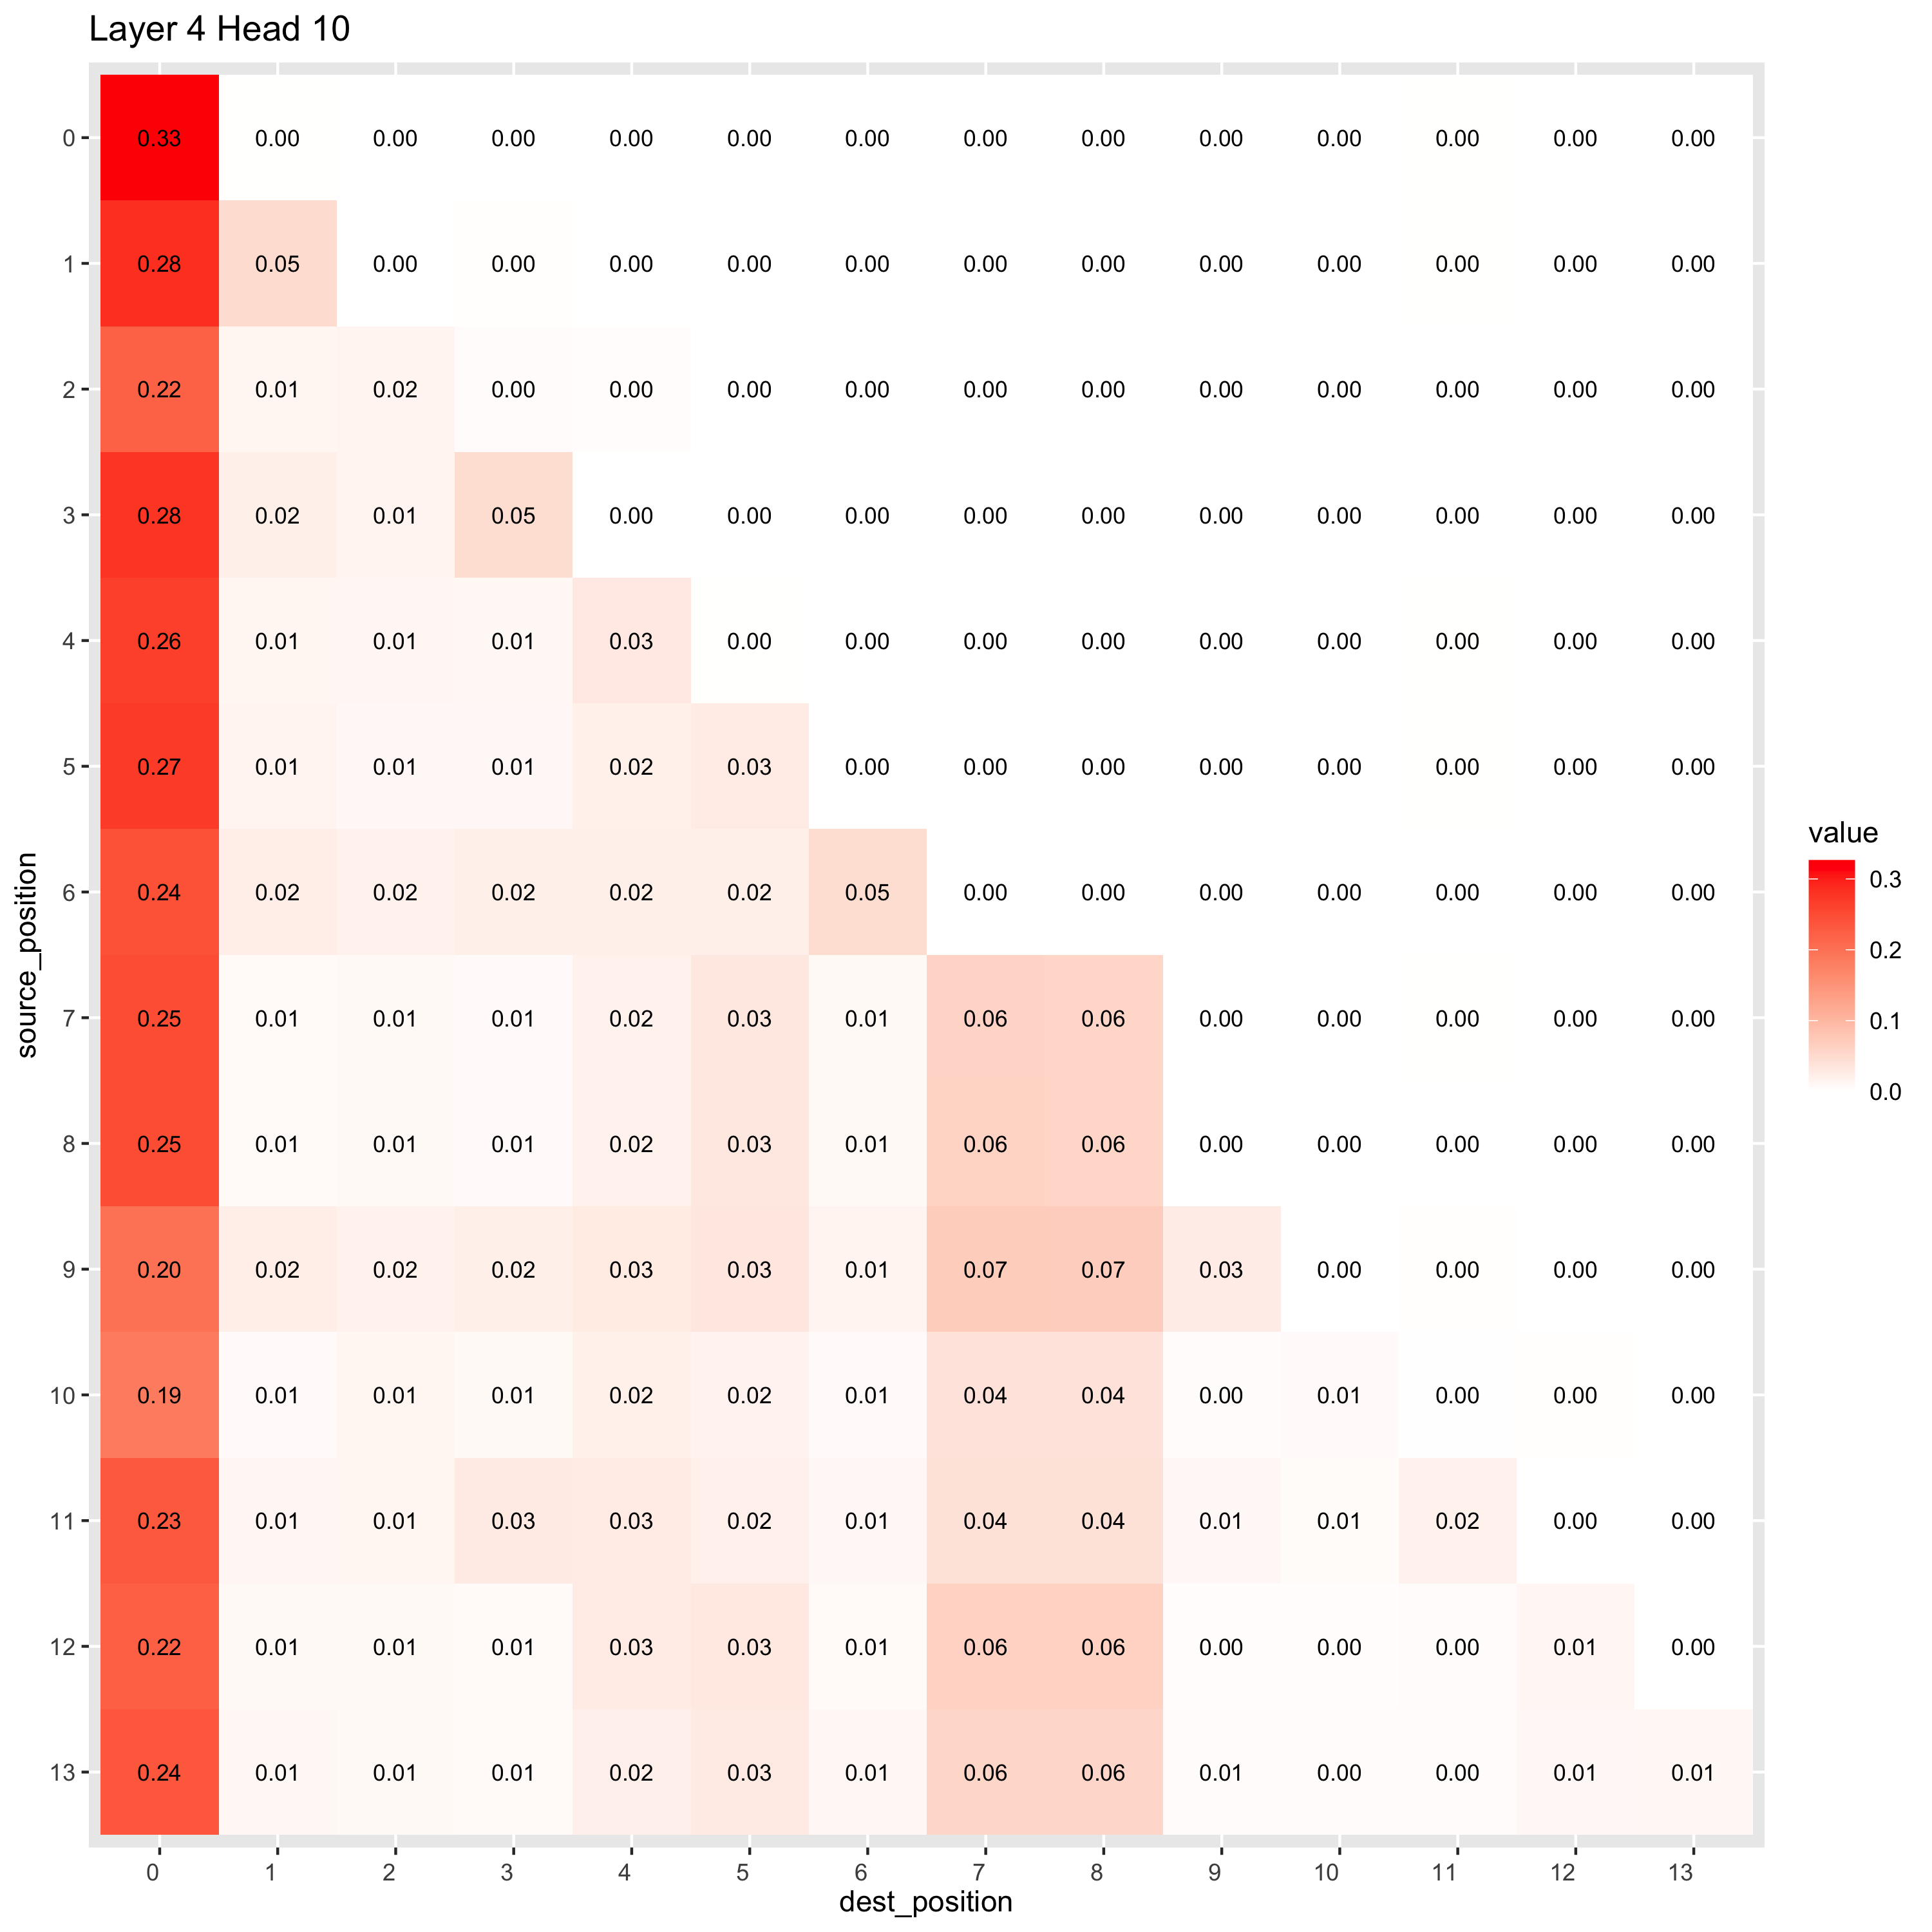 Layer 4 Head 10
0 0.33 0.00 0.00 0.00 0.00 0.00 0.00 0.00 0.00 0.00 0.00 0.00 0.00 0.00
1 0.28 0.05 0.00 0.00 0.00 0.00 0.00 0.00 0.00 0.00 0.00 0.00 0.00 0.00
2 0.22 0.01 0.02 0.00 0.00 0.00 0.00 0.00 0.00 0.00 0.00 0.00 0.00 0.00
3 0.28 0.02 0.01 0.05 0.00 0.00 0.00 0.00 0.00 0.00 0.00 0.00 0.00 0.00
4 0.26 0.01 0.01 0.01 0.03 0.00 0.00 0.00 0.00 0.00 0.00 0.00 0.00 0.00
5 0.27 0.01 0.01 0.01 0.02 0.03 0.00 0.00 0.00 0.00 0.00 0.00 0.00 0.00
6 0.24 0.02 0.02 0.02 0.02 0.02 0.05 0.00 0.00 0.00 0.00 0.00 0.00 0.00
7 0.25 0.01 0.01 0.01 0.02 0.03 0.01 0.06 0.06 0.00 0.00 0.00 0.00 0.00
8 0.25 0.01 0.01 0.01 0.02 0.03 0.01 0.06 0.06 0.00 0.00 0.00 0.00 0.00
9 0.20 0.02 0.02 0.02 0.03 0.03 0.01 0.07 0.07 0.03 0.00 0.00 0.00 0.00
10 0.19 0.01 0.01 0.01 0.02 0.02 0.01 0.04 0.04 0.00 0.01 0.00 0.00 0.00
11 0.23 0.01 0.01 0.03 0.03 0.02 0.01 0.04 0.04 0.01 0.01 0.02 0.00 0.00
12 0.22 0.01 0.01 0.01 0.03 0.03 0.01 0.06 0.06 0.00 0.00 0.00 0.01 0.00
13 0.24 0.01 0.01 0.01 0.02 0.03 0.01 0.06 0.06 0.01 0.00 0.00 0.01 0.01
0 1 2 3 4 5 6 7 8 9 10 11 12 13
dest_position
source_position
value
0.3
0.2
0.1
0.0